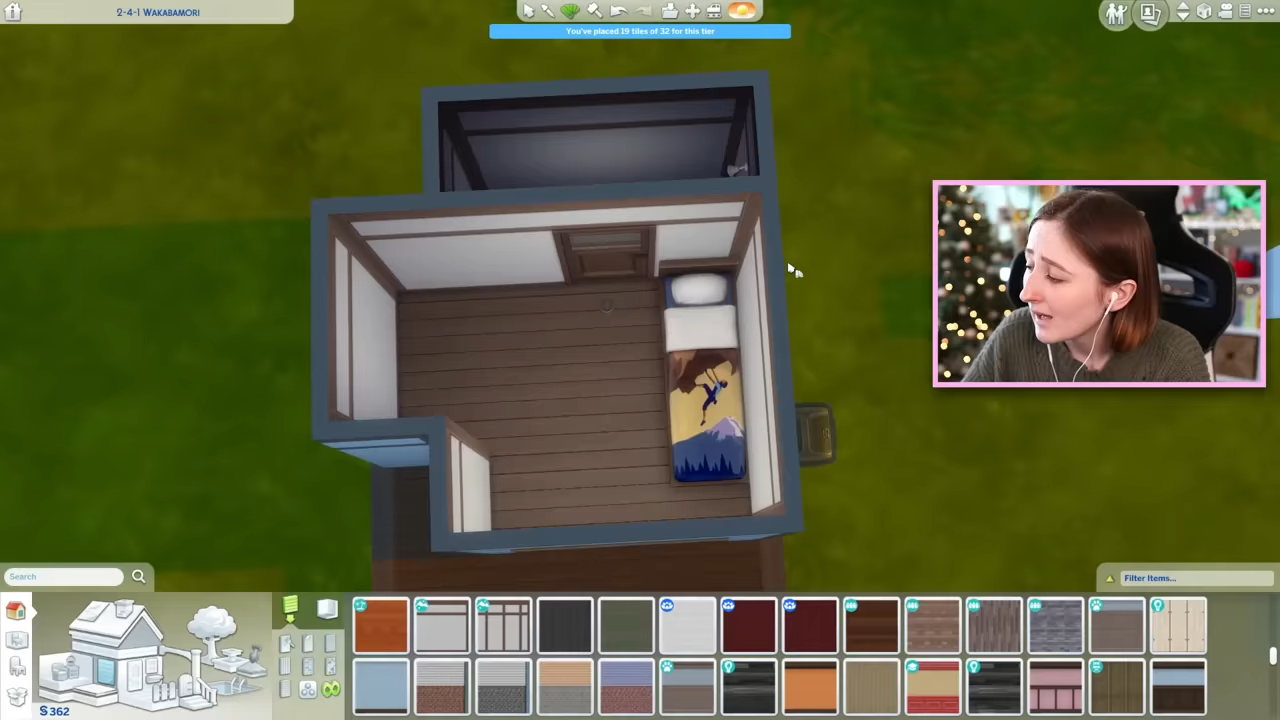 2-4-1 WAKABAMORI
You've placed 19 tiles of 32 for this tier
Search
Filter Items...
§362